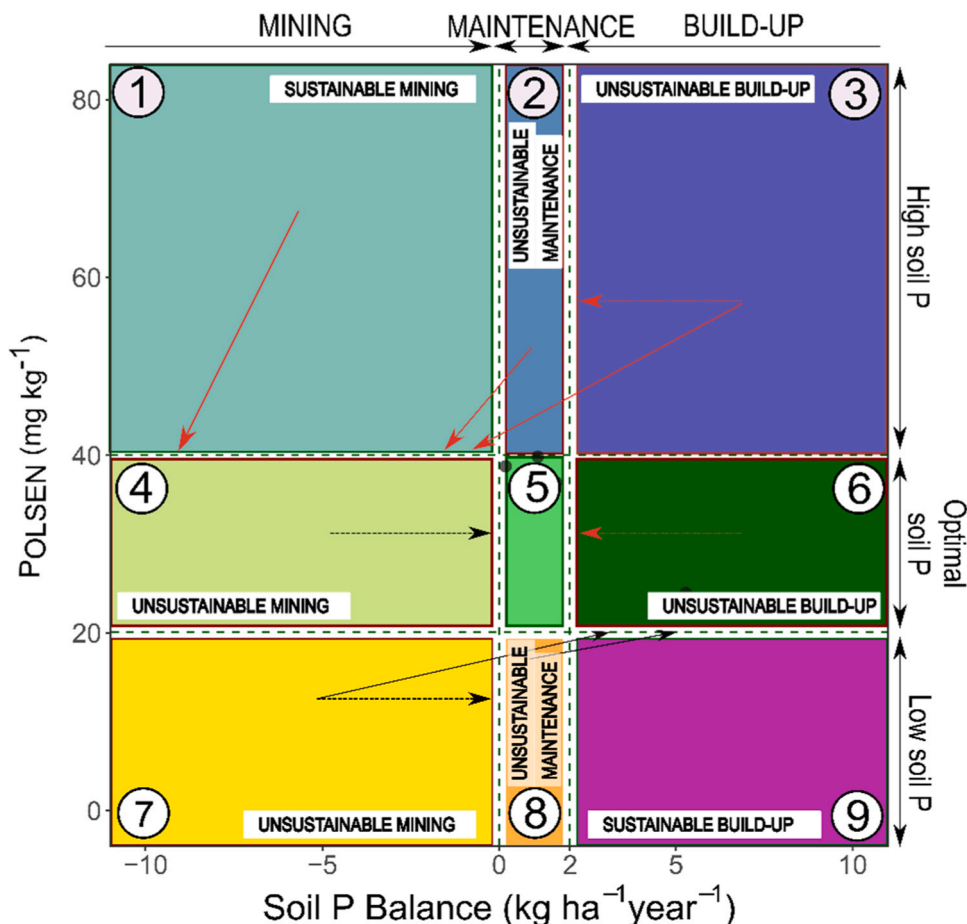 MINING MAINTENANCE BUILD-UP
1 SUSTAINABLE MINING 2 UNSUSTAINABLE BUILD-UP 3
UNSUSTAINABLE
MAINTENANCE
High soil P
80
60
40
20
0
POLSEN (mg kg⁻¹)
4 5 6
UNSUSTAINABLE MINING UNSUSTAINABLE BUILD-UP
Optimal
soil P
UNSUSTAINABLE
MAINTENANCE
Low soil P
7 UNSUSTAINABLE MINING 8 SUSTAINABLE BUILD-UP 9
−10 −5 0 2 5 10
Soil P Balance (kg ha⁻¹year⁻¹)